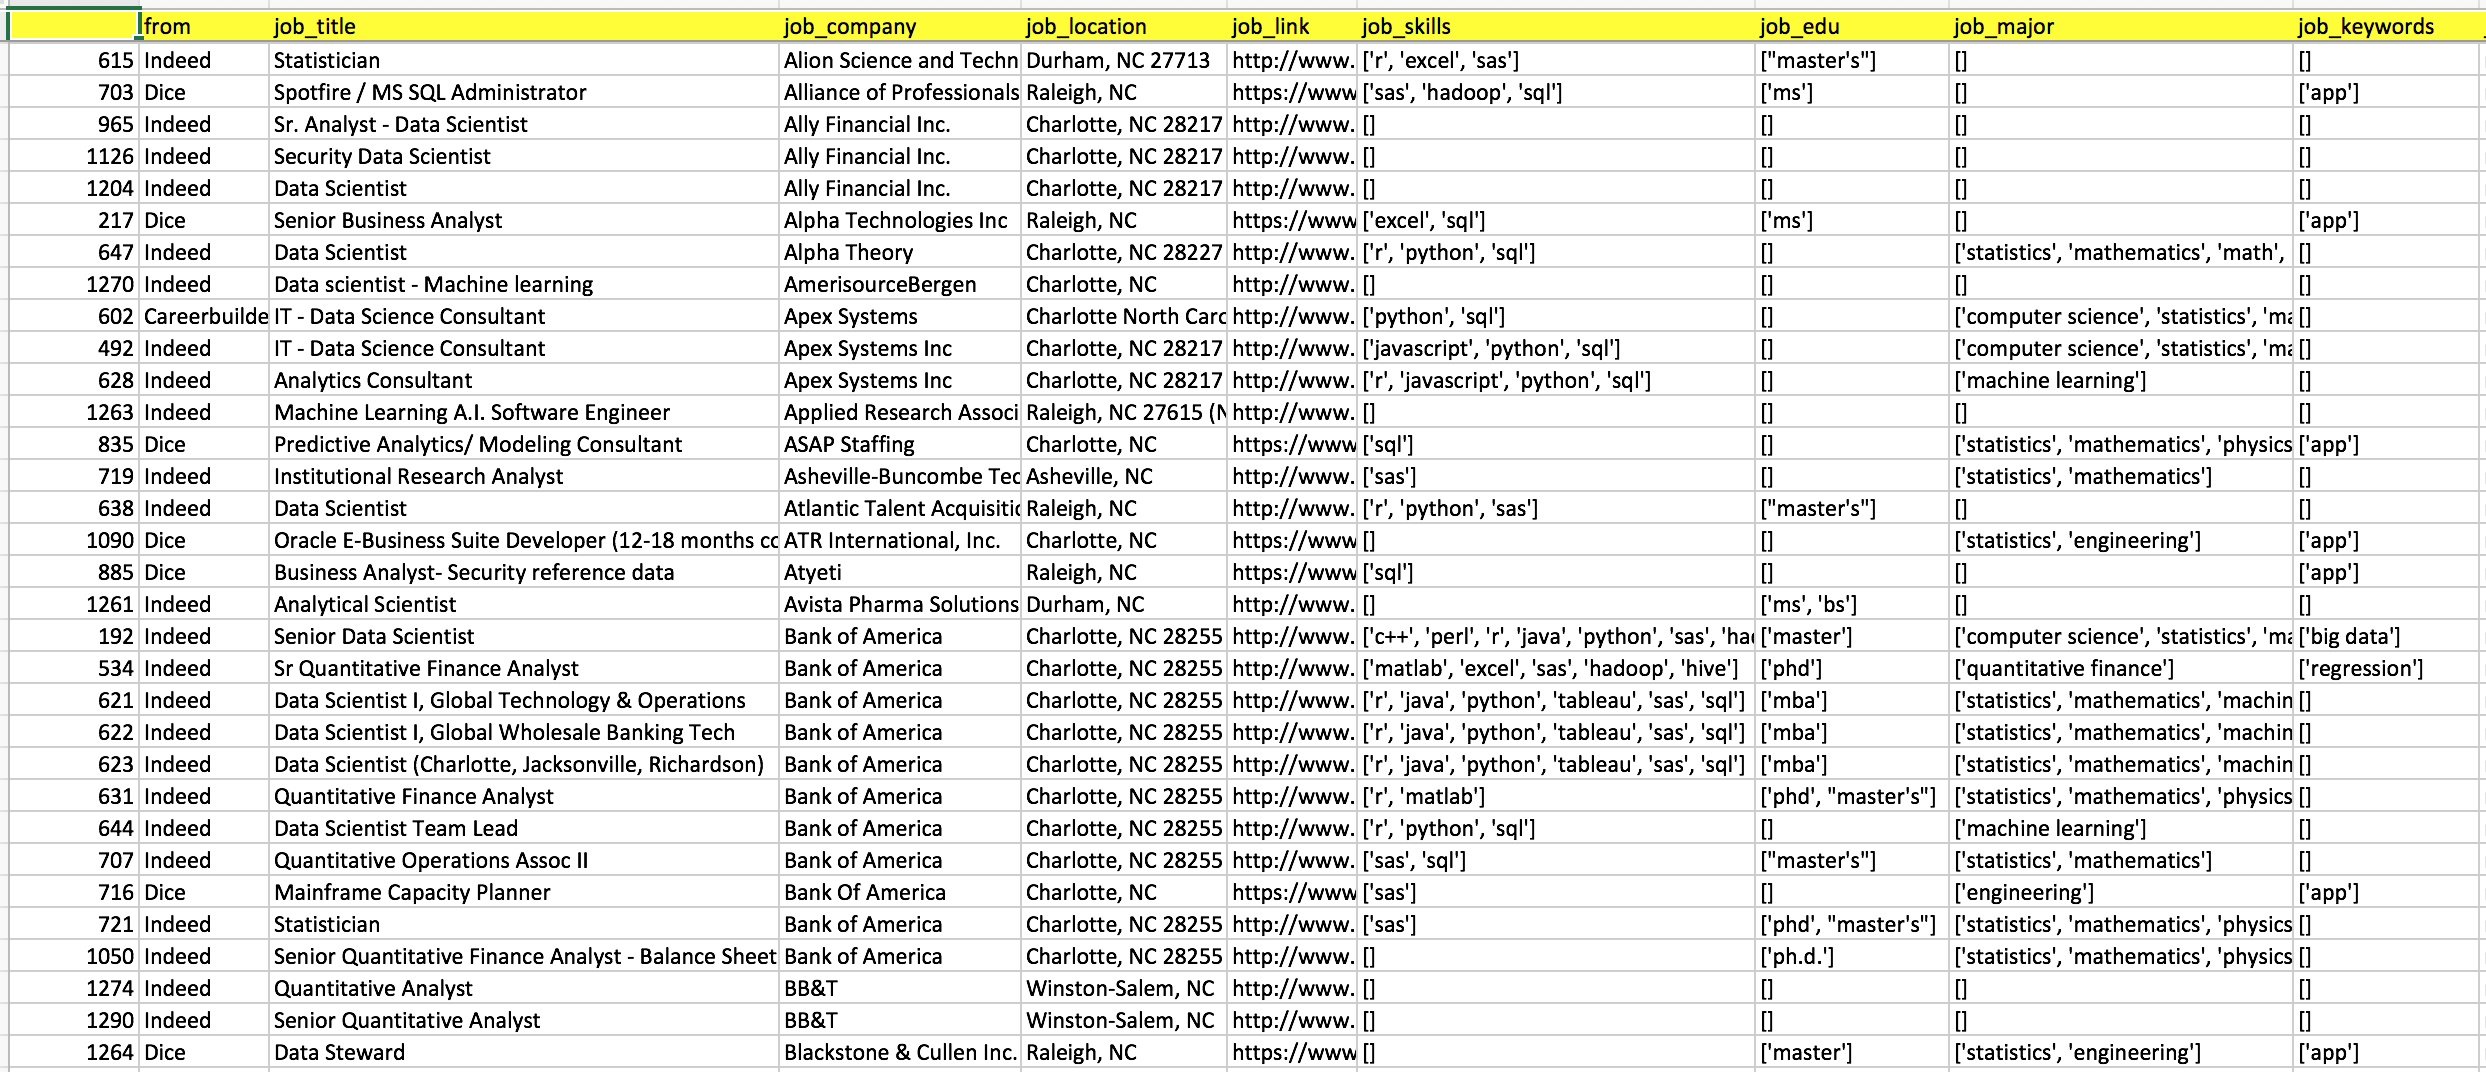 from job_title job_company job_location job_link job_skills job_edu job_major job_keywords
615 Indeed Statistician Alion Science and Techn Durham, NC 27713 http://www. ['r', 'excel', 'sas'] ["master's"] [] []
703 Dice Spotfire / MS SQL Administrator Alliance of Professionals Raleigh, NC https://www ['sas', 'hadoop', 'sql'] ['ms'] [] ['app']
965 Indeed Sr. Analyst - Data Scientist Ally Financial Inc. Charlotte, NC 28217 http://www. [] [] [] []
1126 Indeed Security Data Scientist Ally Financial Inc. Charlotte, NC 28217 http://www. [] [] [] []
1204 Indeed Data Scientist Ally Financial Inc. Charlotte, NC 28217 http://www. [] [] [] []
217 Dice Senior Business Analyst Alpha Technologies Inc Raleigh, NC https://www ['excel', 'sql'] ['ms'] [] ['app']
647 Indeed Data Scientist Alpha Theory Charlotte, NC 28227 http://www. ['r', 'python', 'sql'] [] ['statistics', 'mathematics', 'math', []
1270 Indeed Data scientist - Machine learning AmerisourceBergen Charlotte, NC http://www. [] [] [] []
602 Careerbuilde IT - Data Science Consultant Apex Systems Charlotte North Carc http://www. ['python', 'sql'] [] ['computer science', 'statistics', 'ma []
492 Indeed IT - Data Science Consultant Apex Systems Inc Charlotte, NC 28217 http://www. ['javascript', 'python', 'sql'] [] ['computer science', 'statistics', 'ma []
628 Indeed Analytics Consultant Apex Systems Inc Charlotte, NC 28217 http://www. ['r', 'javascript', 'python', 'sql'] [] ['machine learning'] []
1263 Indeed Machine Learning A.I. Software Engineer Applied Research Associ Raleigh, NC 27615 (N http://www. [] [] [] []
835 Dice Predictive Analytics/ Modeling Consultant ASAP Staffing Charlotte, NC https://www ['sql'] [] ['statistics', 'mathematics', 'physics ['app']
719 Indeed Institutional Research Analyst Asheville-Buncombe Tec Asheville, NC http://www. ['sas'] [] ['statistics', 'mathematics'] []
638 Indeed Data Scientist Atlantic Talent Acquisitic Raleigh, NC http://www. ['r', 'python', 'sas'] ["master's"] [] []
1090 Dice Oracle E-Business Suite Developer (12-18 months cc ATR International, Inc. Charlotte, NC https://www [] [] ['statistics', 'engineering'] ['app']
885 Dice Business Analyst- Security reference data Atyeti Raleigh, NC https://www ['sql'] [] [] ['app']
1261 Indeed Analytical Scientist Avista Pharma Solutions Durham, NC http://www. [] ['ms', 'bs'] [] []
192 Indeed Senior Data Scientist Bank of America Charlotte, NC 28255 http://www. ['c++', 'perl', 'r', 'java', 'python', 'sas', 'ha ['master'] ['computer science', 'statistics', 'ma ['big data']
534 Indeed Sr Quantitative Finance Analyst Bank of America Charlotte, NC 28255 http://www. ['matlab', 'excel', 'sas', 'hadoop', 'hive'] ['phd'] ['quantitative finance'] ['regression']
621 Indeed Data Scientist I, Global Technology & Operations Bank of America Charlotte, NC 28255 http://www. ['r', 'java', 'python', 'tableau', 'sas', 'sql'] ['mba'] ['statistics', 'mathematics', 'machin []
622 Indeed Data Scientist I, Global Wholesale Banking Tech Bank of America Charlotte, NC 28255 http://www. ['r', 'java', 'python', 'tableau', 'sas', 'sql'] ['mba'] ['statistics', 'mathematics', 'machin []
623 Indeed Data Scientist (Charlotte, Jacksonville, Richardson) Bank of America Charlotte, NC 28255 http://www. ['r', 'java', 'python', 'tableau', 'sas', 'sql'] ['mba'] ['statistics', 'mathematics', 'machin []
631 Indeed Quantitative Finance Analyst Bank of America Charlotte, NC 28255 http://www. ['r', 'matlab'] ['phd', "master's"] ['statistics', 'mathematics', 'physics []
644 Indeed Data Scientist Team Lead Bank of America Charlotte, NC 28255 http://www. ['r', 'python', 'sql'] [] ['machine learning'] []
707 Indeed Quantitative Operations Assoc II Bank of America Charlotte, NC 28255 http://www. ['sas', 'sql'] ["master's"] ['statistics', 'mathematics'] []
716 Dice Mainframe Capacity Planner Bank Of America Charlotte, NC https://www ['sas'] [] ['engineering'] ['app']
721 Indeed Statistician Bank of America Charlotte, NC 28255 http://www. ['sas'] ['phd', "master's"] ['statistics', 'mathematics', 'physics []
1050 Indeed Senior Quantitative Finance Analyst - Balance Sheet Bank of America Charlotte, NC 28255 http://www. [] ['ph.d.'] ['statistics', 'mathematics', 'physics []
1274 Indeed Quantitative Analyst BB&T Winston-Salem, NC http://www. [] [] [] []
1290 Indeed Senior Quantitative Analyst BB&T Winston-Salem, NC http://www. [] [] [] []
1264 Dice Data Steward Blackstone & Cullen Inc. Raleigh, NC https://www [] ['master'] ['statistics', 'engineering'] ['app']